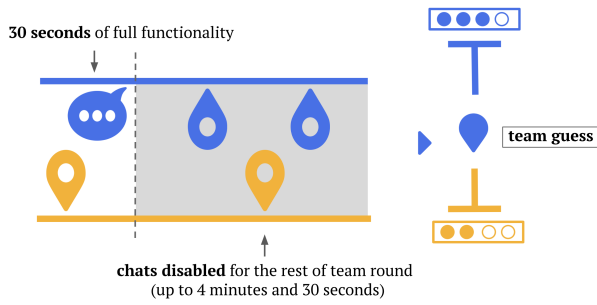 30 seconds of full functionality
team guess
chats disabled for the rest of team round
(up to 4 minutes and 30 seconds)